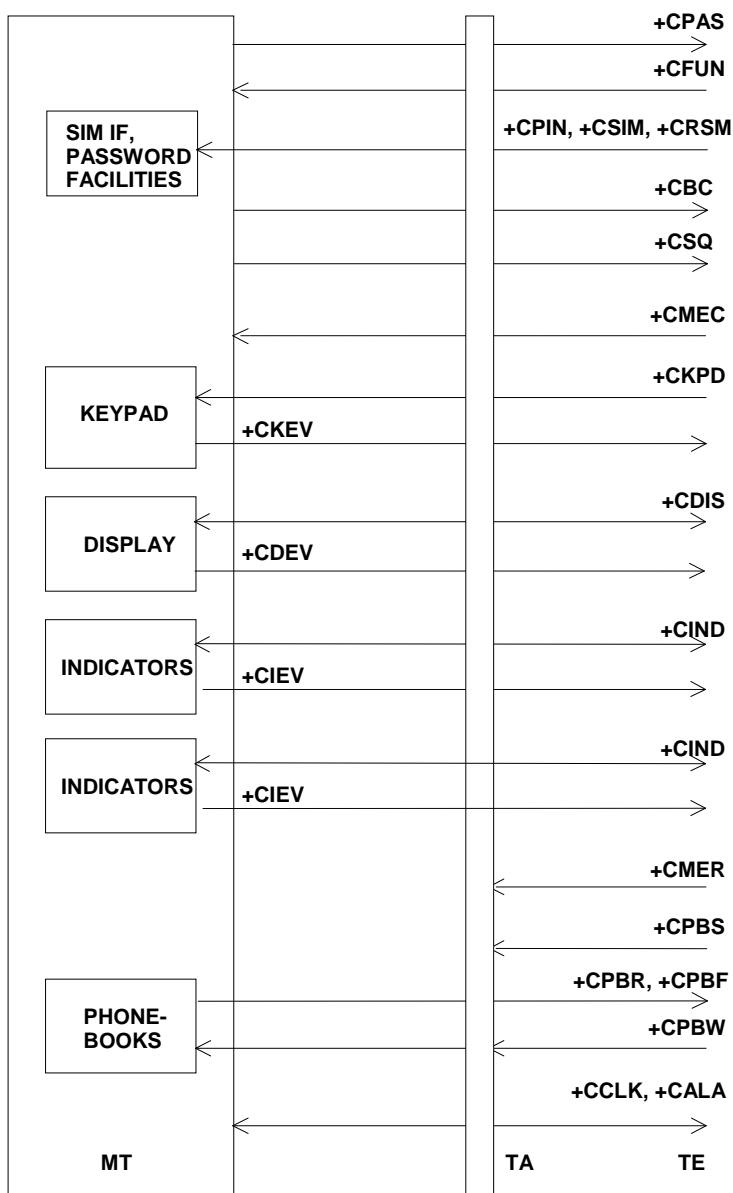 +CPAS
+CFUN
SIM IF,
PASSWORD
FACILITIES
+CPIN, +CSIM, +CRSM
+CBC
+CSQ
+CMEC
+CKPD
KEYPAD
+CKEV
+CDIS
DISPLAY
+CDEV
+CIND
INDICATORS
+CIEV
+CIND
INDICATORS
+CIEV
+CMER
+CPBS
+CPBR, +CPBF
PHONE-
BOOKS
+CPBW
+CCLK, +CALA
MT TA TE